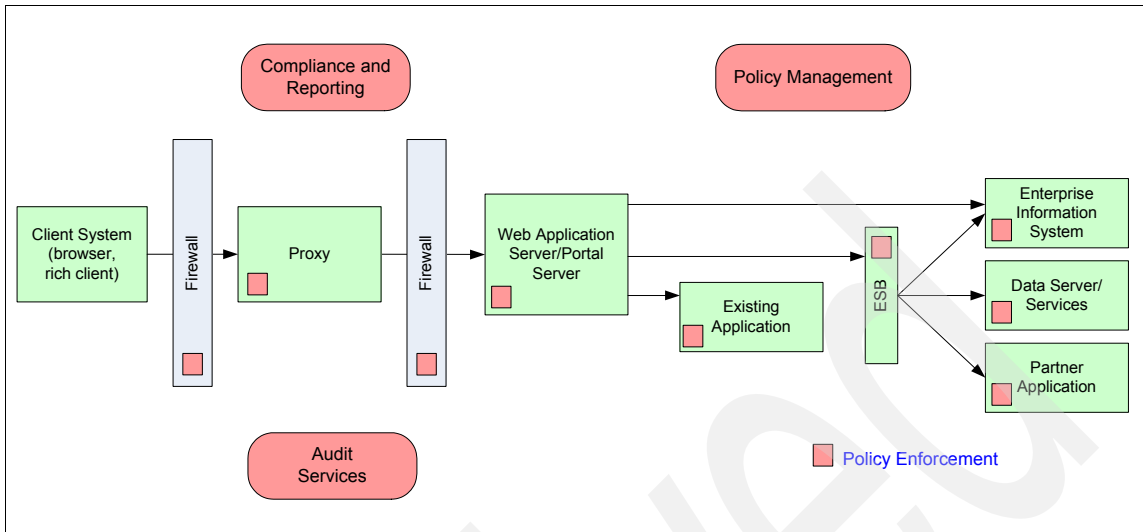 Compliance and
Reporting
Policy Management
Client System
(browser,
rich client)
Firewall
Proxy
Firewall
Web Application
Server/Portal
Server
Existing
Application
ESB
Enterprise
Information
System
Data Server/
Services
Partner
Application
Audit
Services
Policy Enforcement